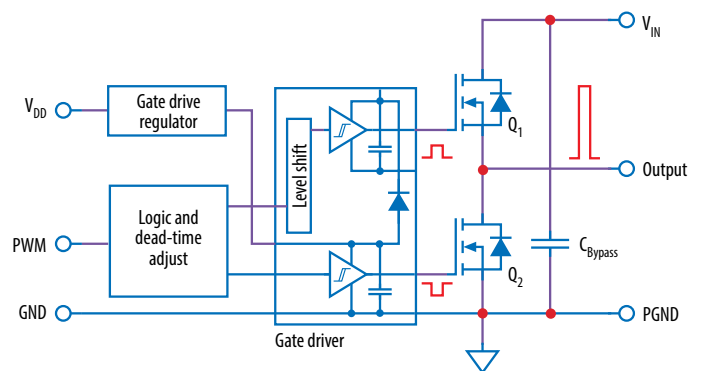 V_IN
V_DD
Gate drive
regulator
Level shift
Q_1
Output
Logic and
dead-time
adjust
PWM
C_Bypass
Q_2
GND
PGND
Gate driver